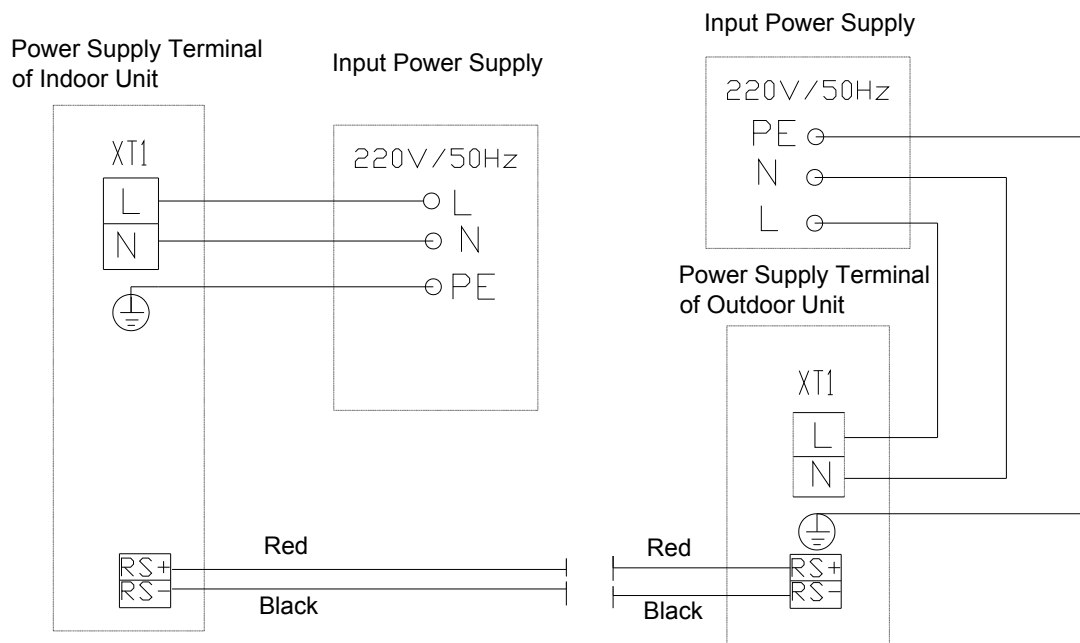 Power Supply Terminal
of Indoor Unit
Input Power Supply
XT1
L
N
220V/50Hz
L
N
PE
Input Power Supply
220V/50Hz
PE
N
L
Power Supply Terminal
of Outdoor Unit
XT1
L
N
RS+
RS-
Red
Black
Red
Black
RS+
RS-